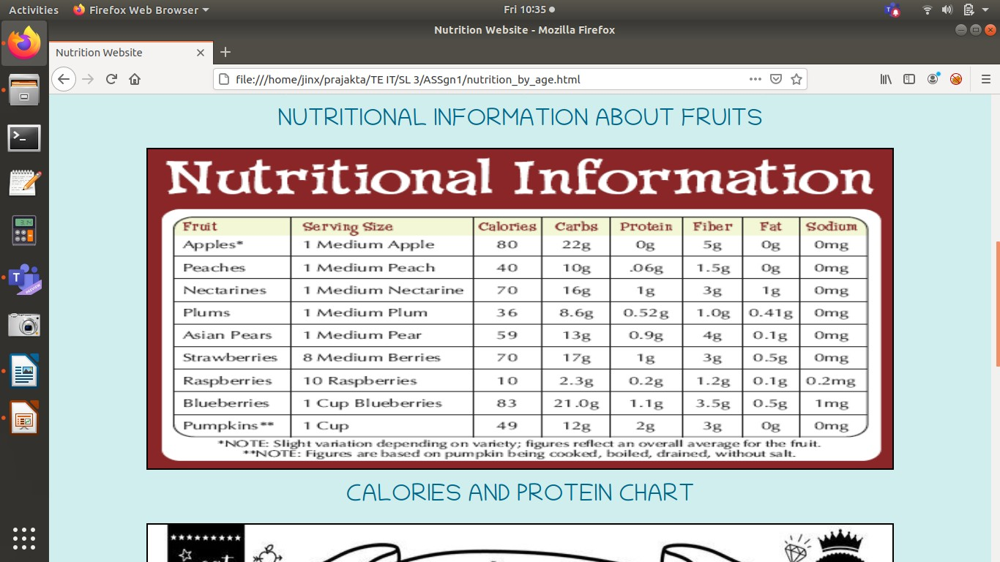 Activities Firefox Web Browser Fri 10:35
Nutrition Website - Mozilla Firefox
Nutrition Website
file:///home/jinx/prajakta/TE IT/SL 3/ASSgn1/nutrition_by_age.html
NUTRITIONAL INFORMATION ABOUT FRUITS
Nutritional Information
Fruit Serving Size Calories Carbs Protein Fiber Fat Sodium
Apples* 1 Medium Apple 80 22g 0g 5g 0g 0mg
Peaches 1 Medium Peach 40 10g .06g 1.5g 0g 0mg
Nectarines 1 Medium Nectarine 70 16g 1g 3g 1g 0mg
Plums 1 Medium Plum 36 8.6g 0.52g 1.0g 0.41g 0mg
Asian Pears 1 Medium Pear 59 13g 0.9g 4g 0.1g 0mg
Strawberries 8 Medium Berries 70 17g 1g 3g 0.5g 0mg
Raspberries 10 Raspberries 10 2.3g 0.2g 1.2g 0.1g 0.2mg
Blueberries 1 Cup Blueberries 83 21.0g 1.1g 3.5g 0.5g 1mg
Pumpkins** 1 Cup 49 12g 2g 3g 0g 0mg
*NOTE: Slight variation depending on variety; figures reflect an overall average for the fruit.
**NOTE: Figures are based on pumpkin being cooked, boiled, drained, without salt.
CALORIES AND PROTEIN CHART